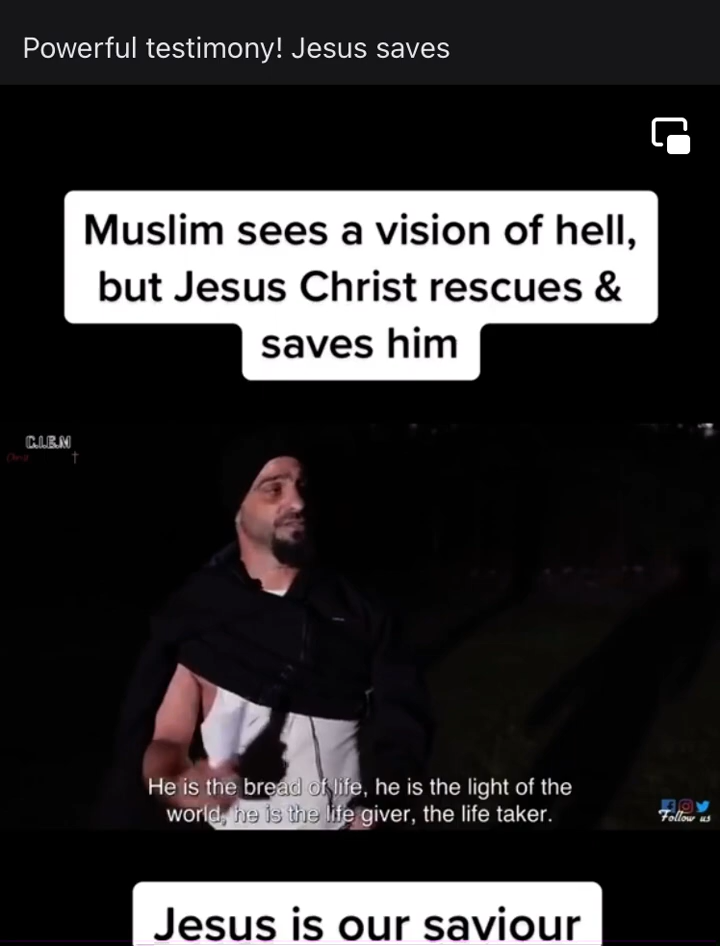 Powerful testimony! Jesus saves
Muslim sees a vision of hell,
but Jesus Christ rescues &
saves him
C.I.E.M
He is the bread of life, he is the light of the
world, he is the life giver, the life taker.
Follow us
Jesus is our saviour